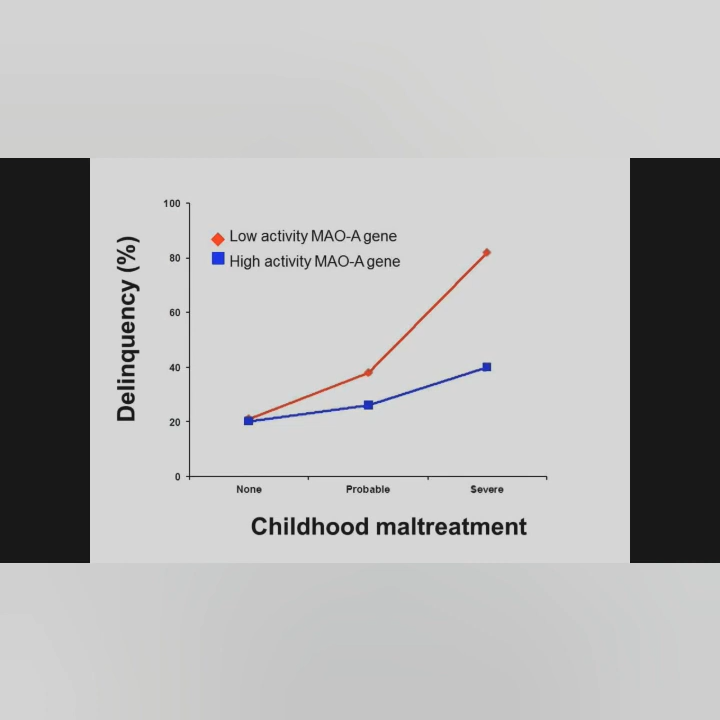 Delinquency (%)
100
80
60
40
20
0
Low activity MAO-A gene
High activity MAO-A gene
None Probable Severe
Childhood maltreatment